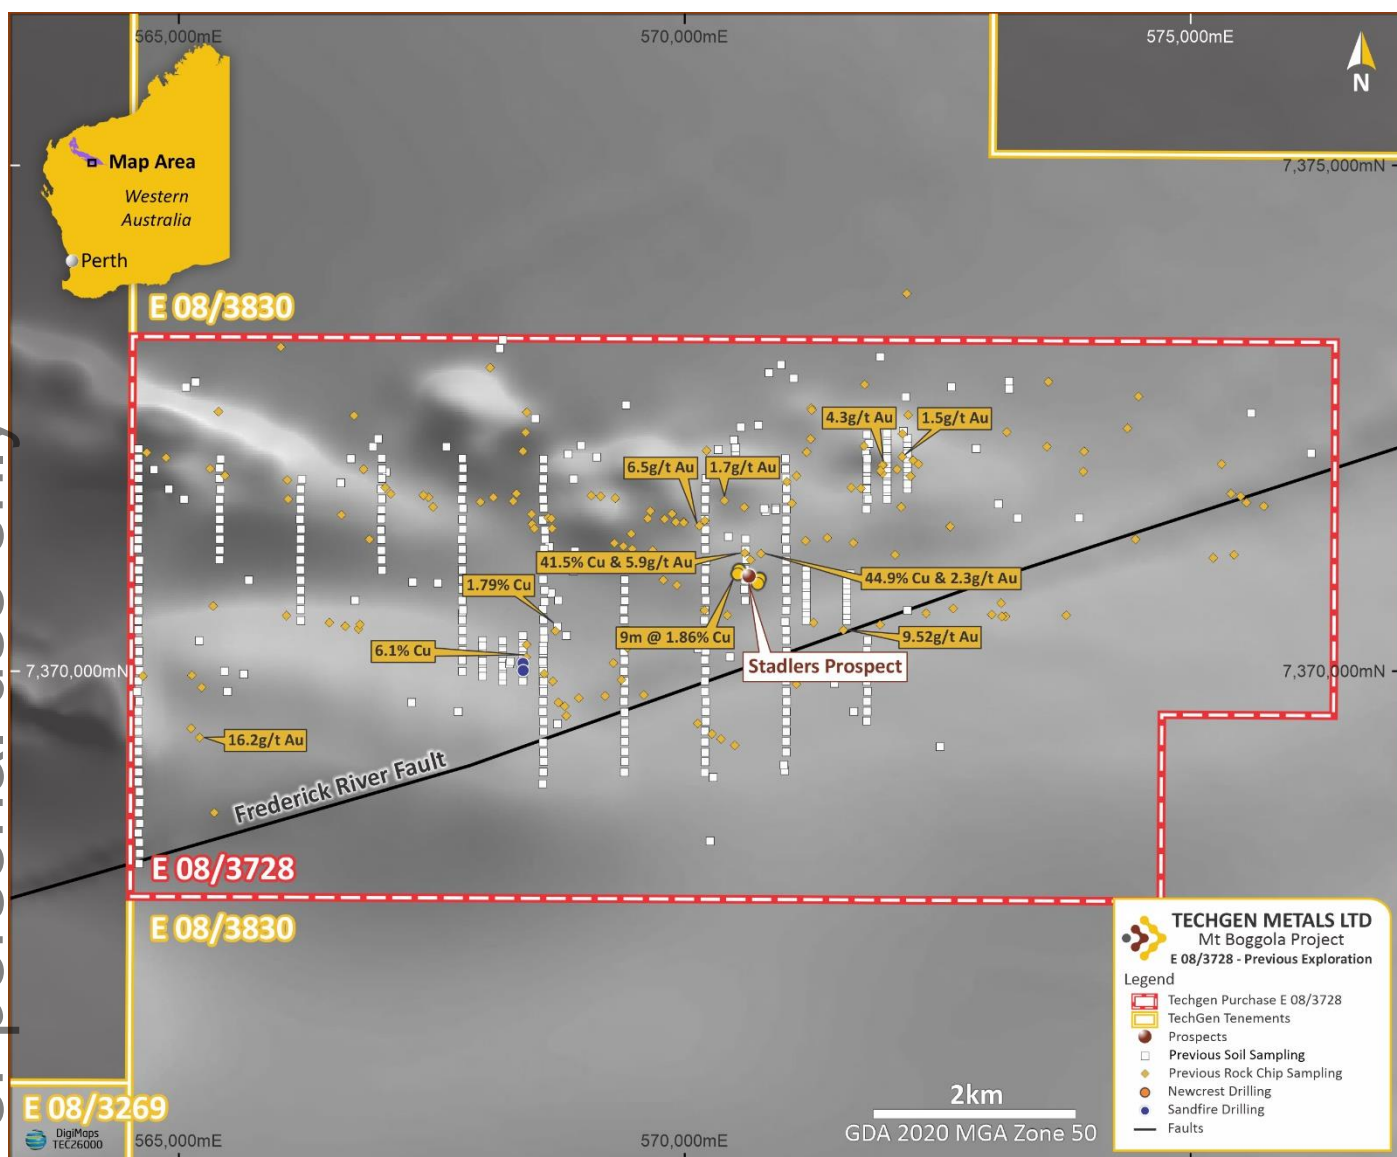 565,000mE
570,000mE
575,000mE
N
Map Area
Western
Australia
Perth
7,375,000mN
E 08/3830
4.3g/t Au
1.5g/t Au
6.5g/t Au
1.7g/t Au
41.5% Cu & 5.9g/t Au
44.9% Cu & 2.3g/t Au
1.79% Cu
9m @ 1.86% Cu
9.52g/t Au
6.1% Cu
Stadlers Prospect
7,370,000mN
7,370,000mN
16.2g/t Au
Frederick River Fault
E 08/3728
E 08/3830
TECHGEN METALS LTD
Mt Boggola Project
E 08/3728 - Previous Exploration
Legend
Techgen Purchase E 08/3728
TechGen Tenements
Prospects
Previous Soil Sampling
Previous Rock Chip Sampling
Newcrest Drilling
Sandfire Drilling
Faults
2km
GDA 2020 MGA Zone 50
E 08/3269
DigiMaps
TEC26000
565,000mE
570,000mE